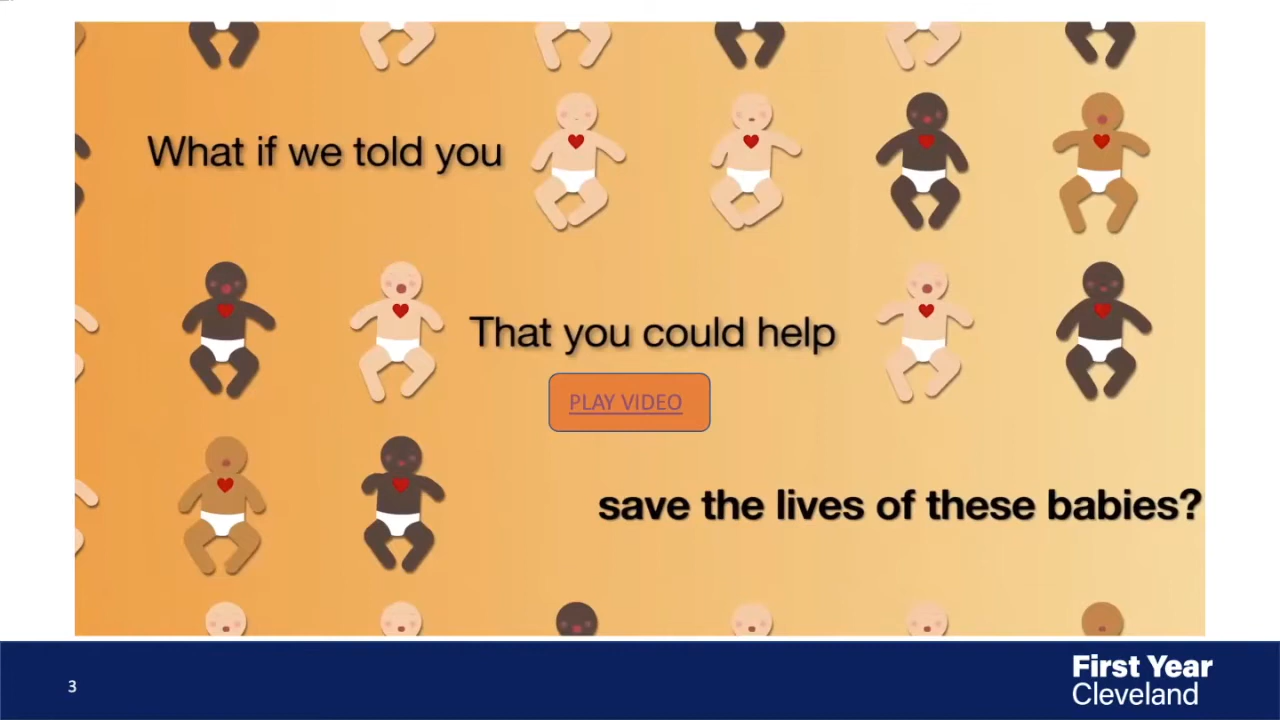 What if we told you
That you could help
PLAY VIDEO
save the lives of these babies?
3
First Year
Cleveland